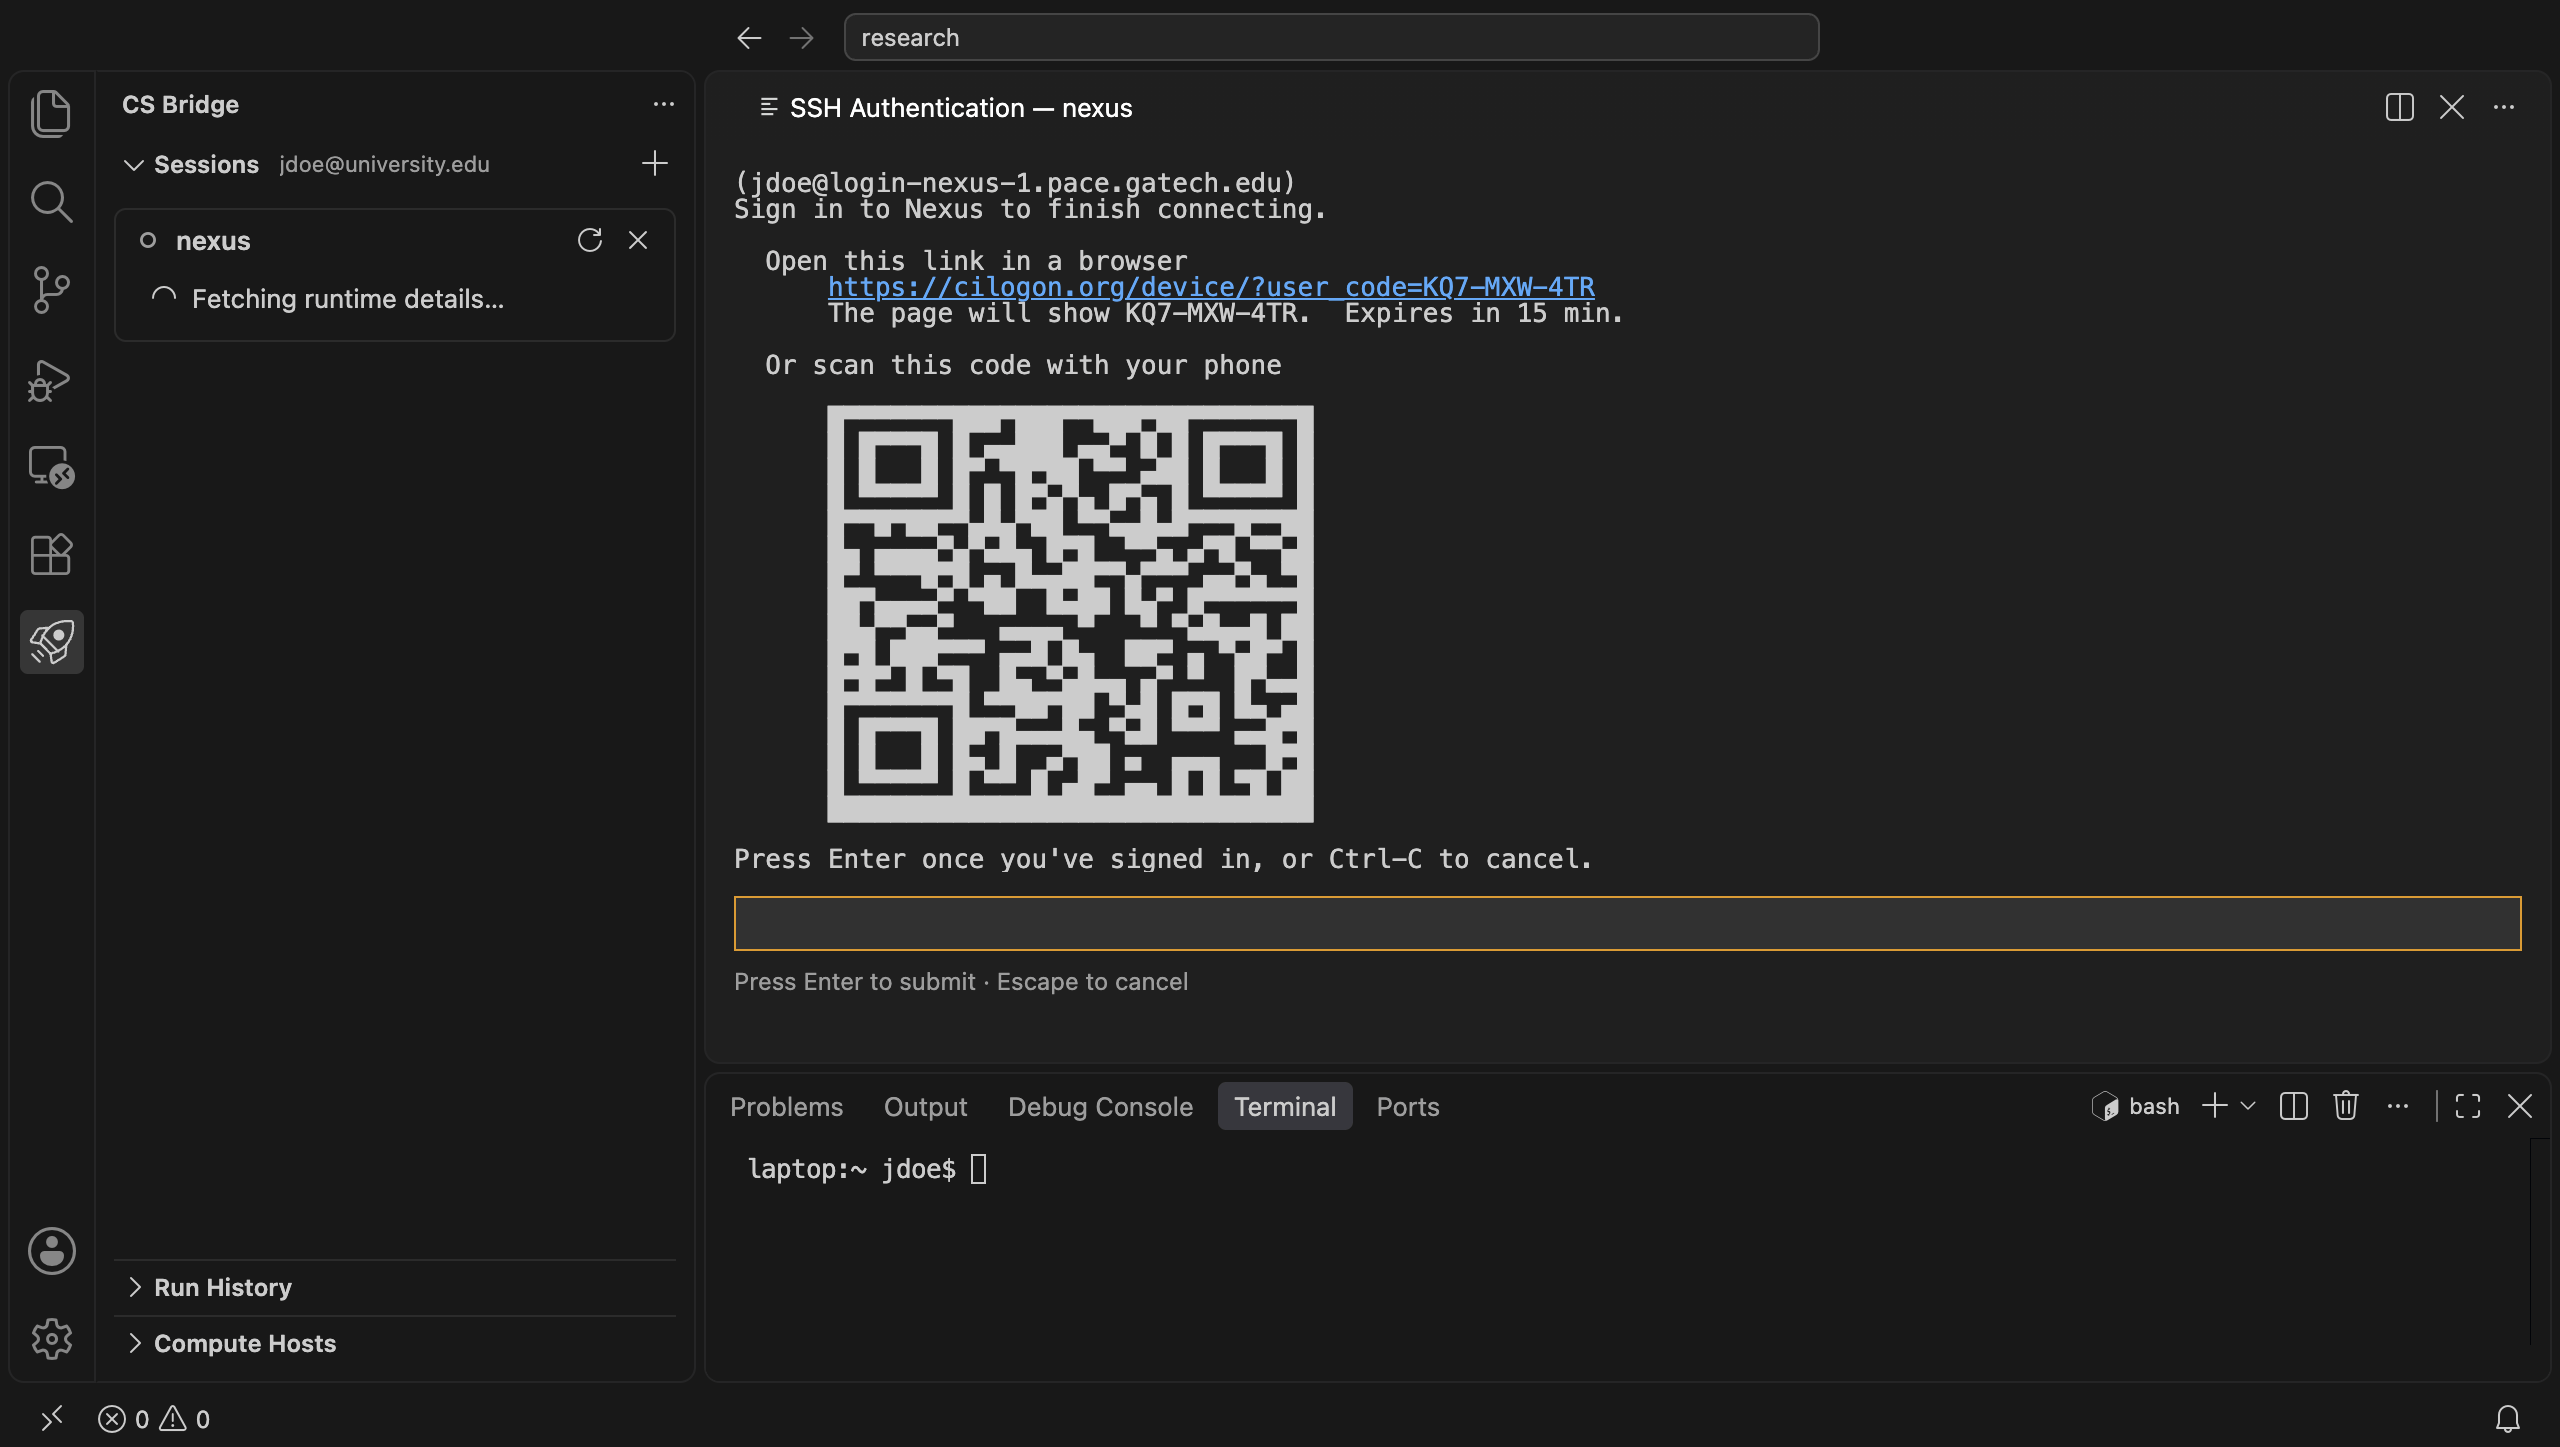 research
CS Bridge
Sessions jdoe@university.edu
nexus
Fetching runtime details...
Run History
Compute Hosts
SSH Authentication — nexus
(jdoe@login-nexus-1.pace.gatech.edu)
Sign in to Nexus to finish connecting.
Open this link in a browser
https://cilogon.org/device/?user_code=KQ7-MXW-4TR
The page will show KQ7-MXW-4TR.  Expires in 15 min.
Or scan this code with your phone
Press Enter once you've signed in, or Ctrl-C to cancel.
Press Enter to submit · Escape to cancel
Problems Output Debug Console Terminal Ports bash
laptop:~ jdoe$
0 0